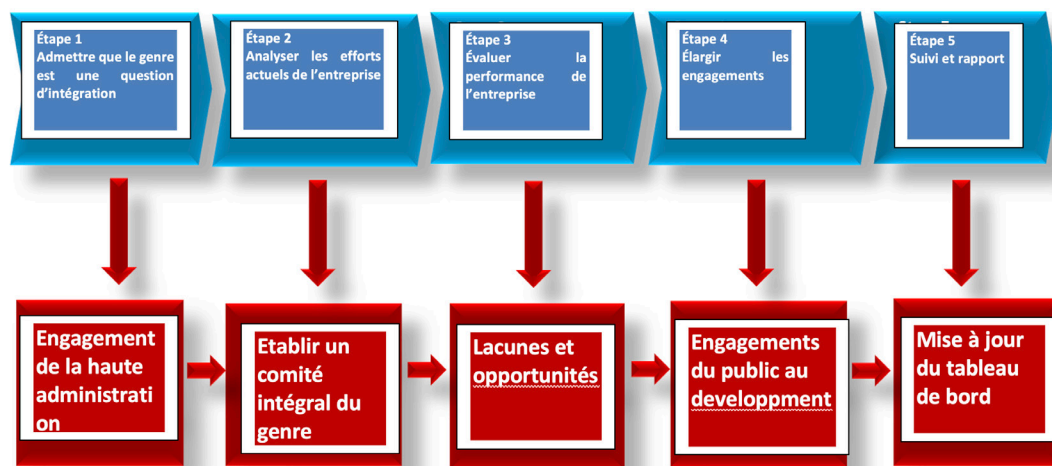 Étape 1
Admettre que le genre
est une question
d'intégration
Étape 2
Analyser les efforts
actuels de l'entreprise
Étape 3
Évaluer la
performance de
l'entreprise
Étape 4
Élargir les
engagements
Étape 5
Suivi et rapport
Engagement
de la haute
administrati
on
Etablir un
comité
intégral du
genre
Lacunes et
opportunités
Engagements
du public au
developpment
Mise à jour
du tableau
de bord